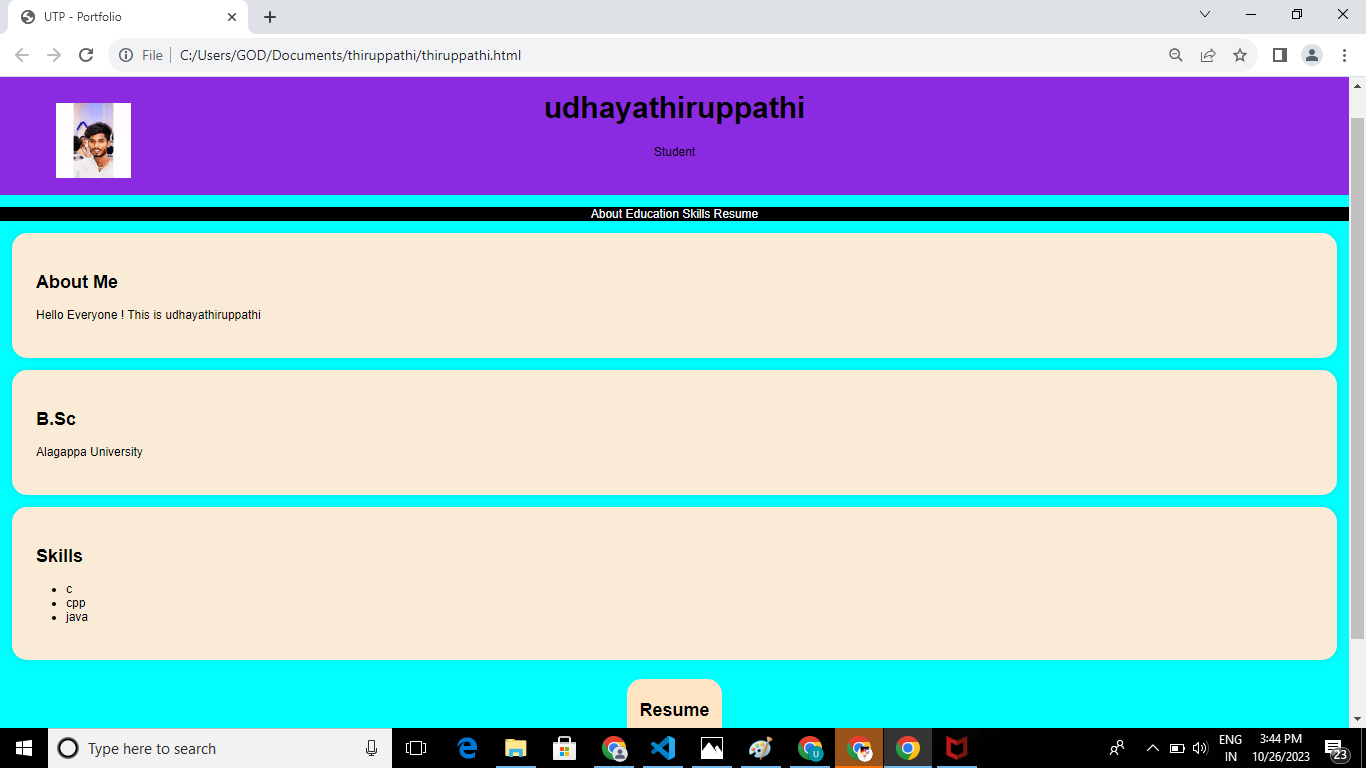 UTP - Portfolio
File
C:/Users/GOD/Documents/thiruppathi/thiruppathi.html
udhayathiruppathi
Student
About Education Skills Resume
About Me
Hello Everyone ! This is udhayathiruppathi
B.Sc
Alagappa University
Skills
c
cpp
java
Resume
Type here to search
U
ENG
IN
3:44 PM
10/26/2023
23